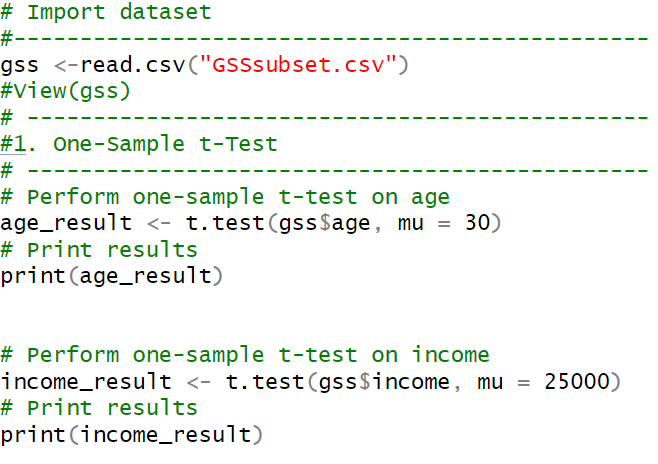 # Import dataset
#-----------------------------------------------
gss <-read.csv("GSSsubset.csv")
#View(gss)
# ----------------------------------------------
#1. One-Sample t-Test
# ----------------------------------------------
# Perform one-sample t-test on age
age_result <- t.test(gss$age, mu = 30)
# Print results
print(age_result)
# Perform one-sample t-test on income
income_result <- t.test(gss$income, mu = 25000)
# Print results
print(income_result)